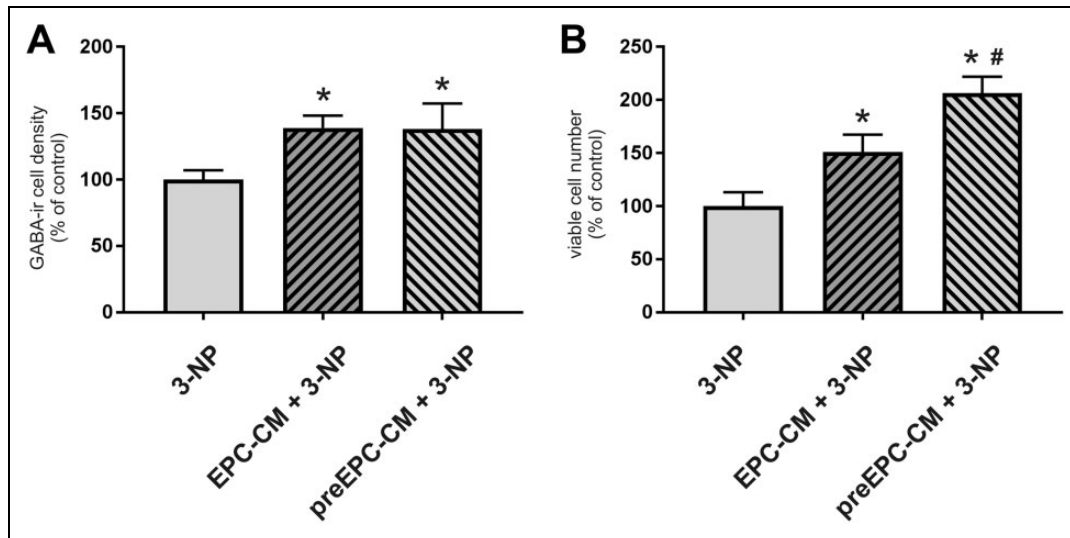 A
GABA-ir cell density
(% of control)
200
150
100
50
0
*
*
3-NP
EPC-CM + 3-NP
preEPC-CM + 3-NP
B
viable cell number
(% of control)
250
200
150
100
50
0
*
* #
3-NP
EPC-CM + 3-NP
preEPC-CM + 3-NP